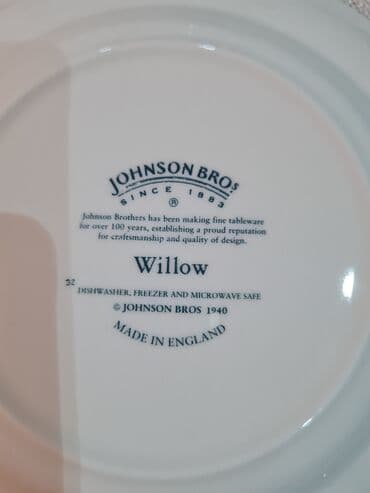 JOHNSON BROS
SINCE 1883
®
Johnson Brothers has been making fine tableware
for over 100 years, establishing a proud reputation
for craftsmanship and quality of design.
Willow
DISHWASHER, FREEZER AND MICROWAVE SAFE
© JOHNSON BROS 1940
MADE IN ENGLAND